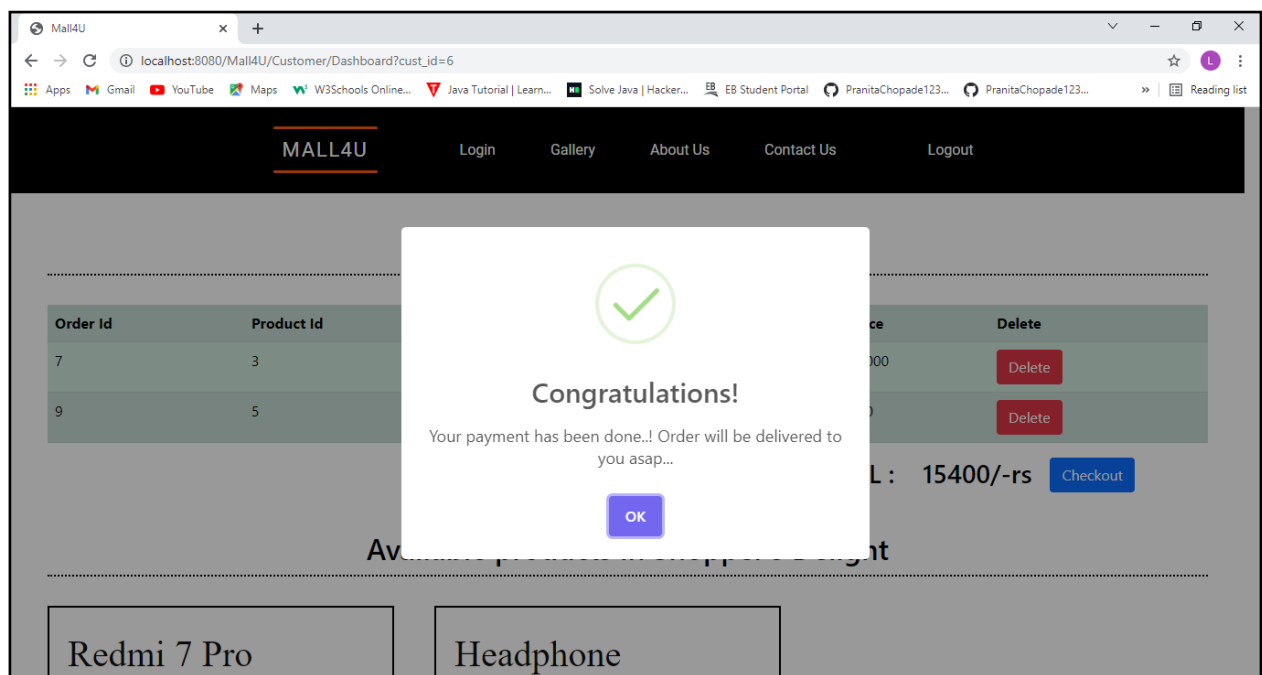 Mall4U
localhost:8080/Mall4U/Customer/Dashboard?cust_id=6
L
Apps Gmail YouTube Maps W3Schools Online... Java Tutorial | Learn... Solve Java | Hacker... EB Student Portal PranitaChopade123... PranitaChopade123... » Reading list
MALL4U Login Gallery About Us Contact Us Logout
Order Id Product Id ce Delete
7 3 000 Delete
9 5 Delete
Congratulations!
Your payment has been done..! Order will be delivered to
you asap...
OK
L : 15400/-rs Checkout
Redmi 7 Pro Headphone